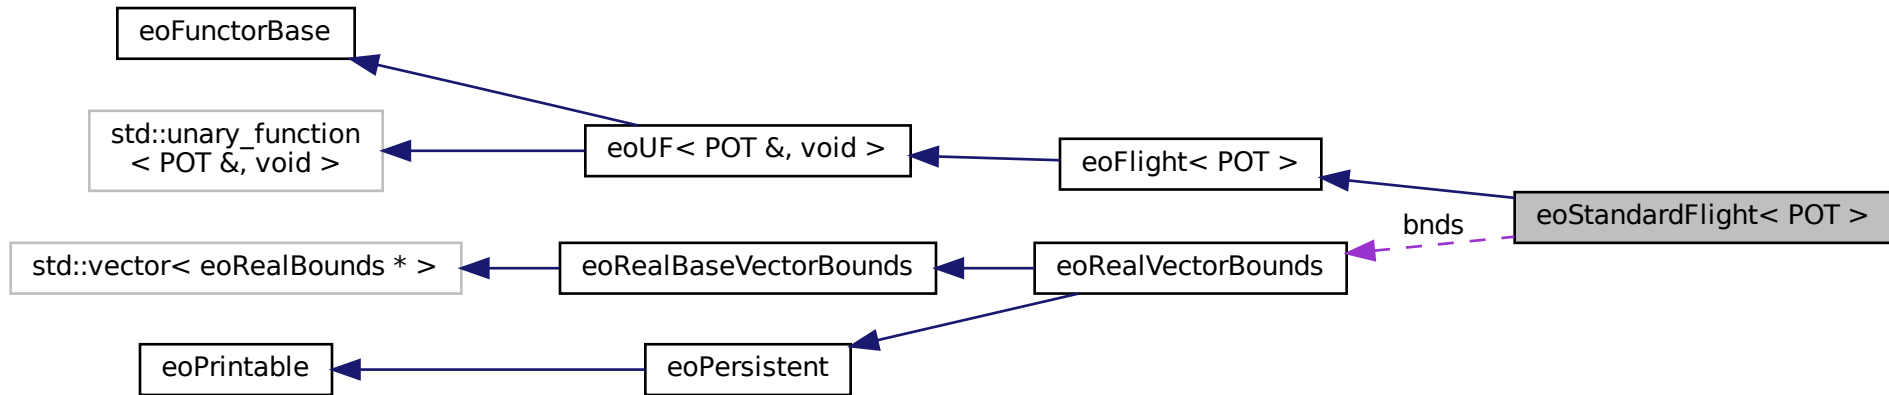 eoFunctorBase
std::unary_function
< POT &, void >
eoUF< POT &, void >
eoFlight< POT >
eoStandardFlight< POT >
bnds
std::vector< eoRealBounds * >
eoRealBaseVectorBounds
eoRealVectorBounds
eoPrintable
eoPersistent